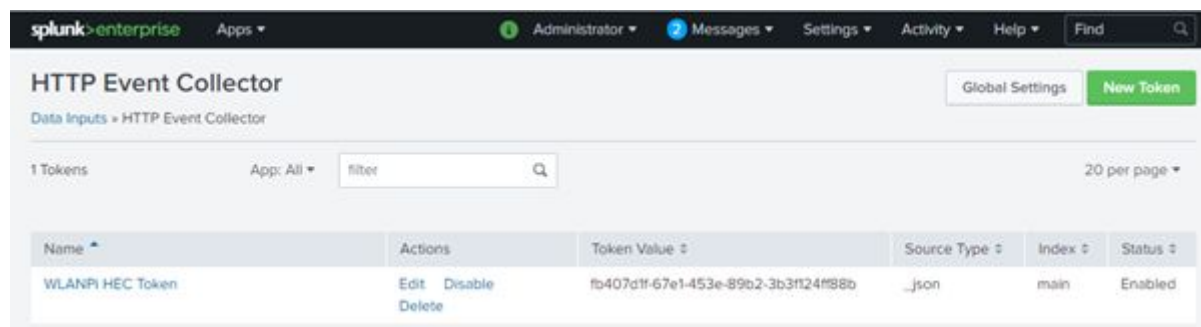 splunk>enterprise Apps Administrator 2 Messages Settings Activity Help Find
HTTP Event Collector
Global Settings New Token
Data Inputs » HTTP Event Collector
1 Tokens App: All filter 20 per page
Name Actions Token Value Source Type Index Status
WLANPi HEC Token Edit Disable fb407d1f-67e1-453e-89b2-3b3f124ff88b _json main Enabled
Delete